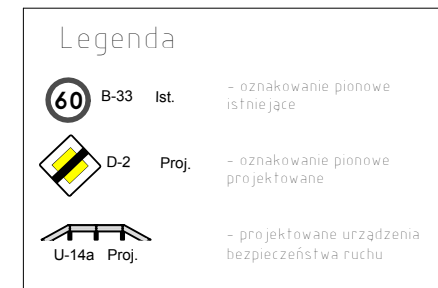 Legenda
60 B-33 Ist. - oznakowanie pionowe
istniejące
D-2 Proj. - oznakowanie pionowe
projektowane
- projektowane urządzenia
U-14a Proj. bezpieczeństwa ruchu